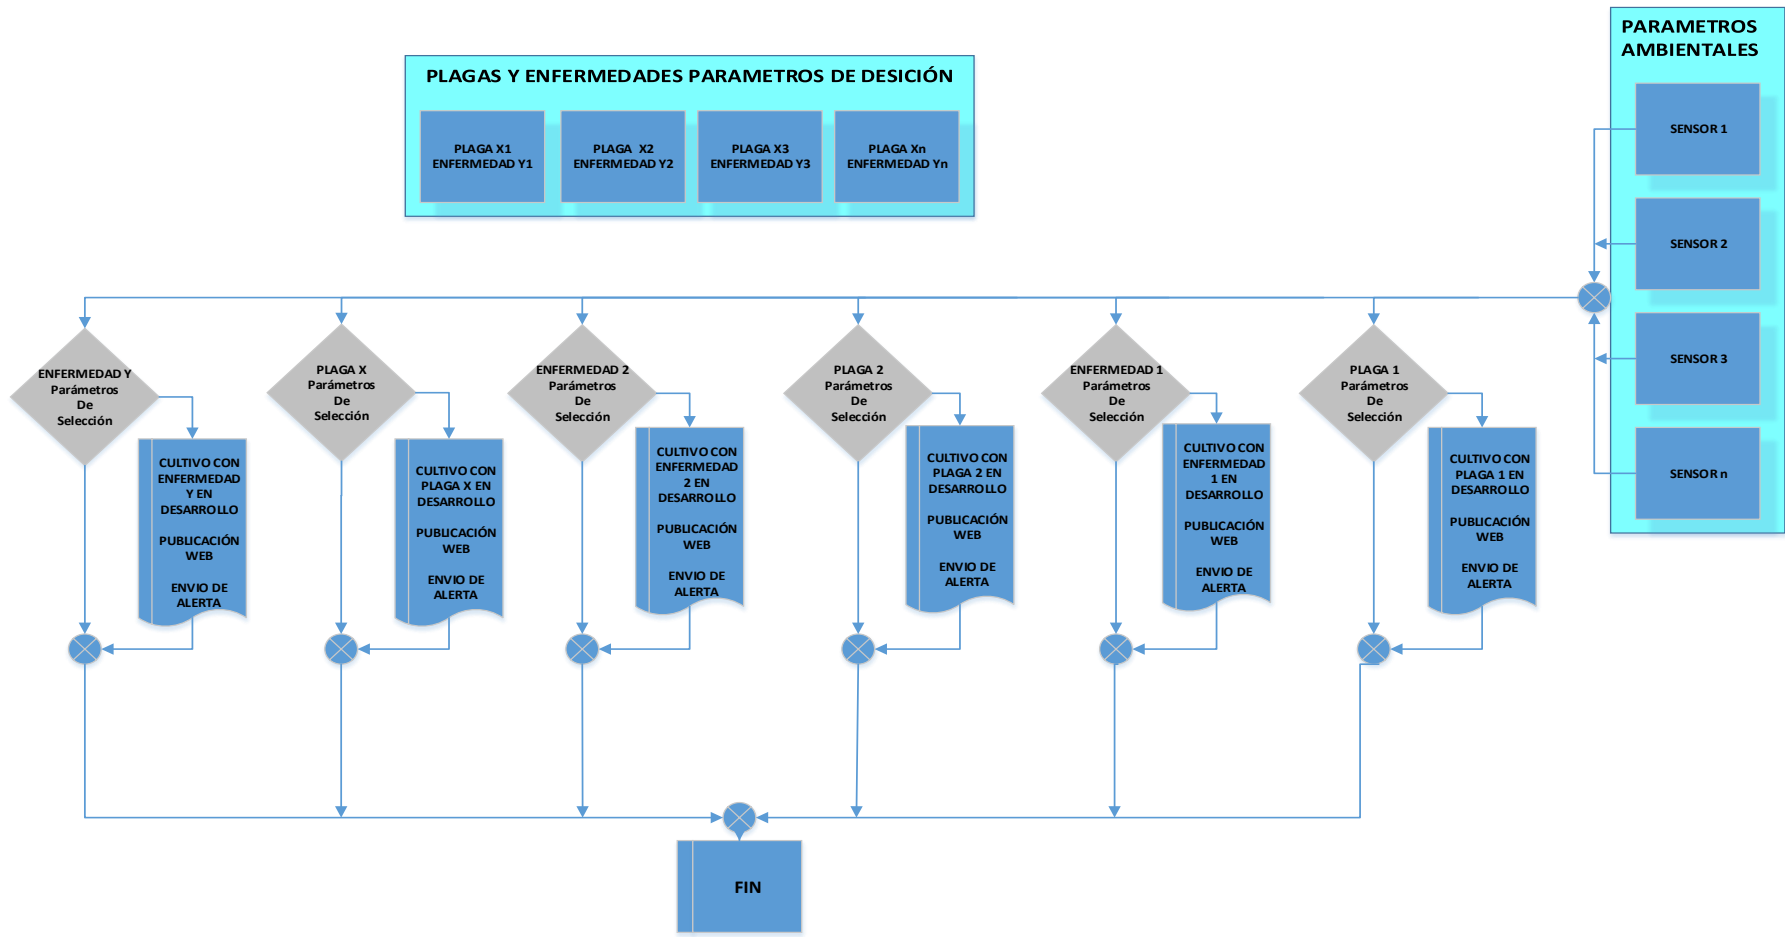 PARAMETROS
AMBIENTALES
PLAGAS Y ENFERMEDADES PARAMETROS DE DESICIÓN
PLAGA X1
ENFERMEDAD Y1
PLAGA  X2
ENFERMEDAD Y2
PLAGA X3
ENFERMEDAD Y3
PLAGA Xn
ENFERMEDAD Yn
SENSOR 1
SENSOR 2
SENSOR 3
SENSOR n
ENFERMEDAD Y
Parámetros
De
Selección
PLAGA X
Parámetros
De
Selección
ENFERMEDAD 2
Parámetros
De
Selección
PLAGA 2
Parámetros
De
Selección
ENFERMEDAD 1
Parámetros
De
Selección
PLAGA 1
Parámetros
De
Selección
CULTIVO CON
ENFERMEDAD
Y EN
DESARROLLO
PUBLICACIÓN
WEB
ENVIO DE
ALERTA
CULTIVO CON
PLAGA X EN
DESARROLLO
PUBLICACIÓN
WEB
ENVIO DE
ALERTA
CULTIVO CON
ENFERMEDAD
2 EN
DESARROLLO
PUBLICACIÓN
WEB
ENVIO DE
ALERTA
CULTIVO CON
PLAGA 2 EN
DESARROLLO
PUBLICACIÓN
WEB
ENVIO DE
ALERTA
CULTIVO CON
ENFERMEDAD
1 EN
DESARROLLO
PUBLICACIÓN
WEB
ENVIO DE
ALERTA
CULTIVO CON
PLAGA 1 EN
DESARROLLO
PUBLICACIÓN
WEB
ENVIO DE
ALERTA
FIN